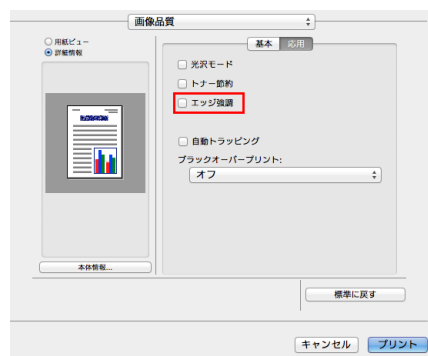 画像品質
用紙ビュー
詳細情報
基本 応用
光沢モード
トナー節約
エッジ強調
自動トラッピング
ブラックオーバープリント:
オフ
本体情報...
標準に戻す
キャンセル プリント